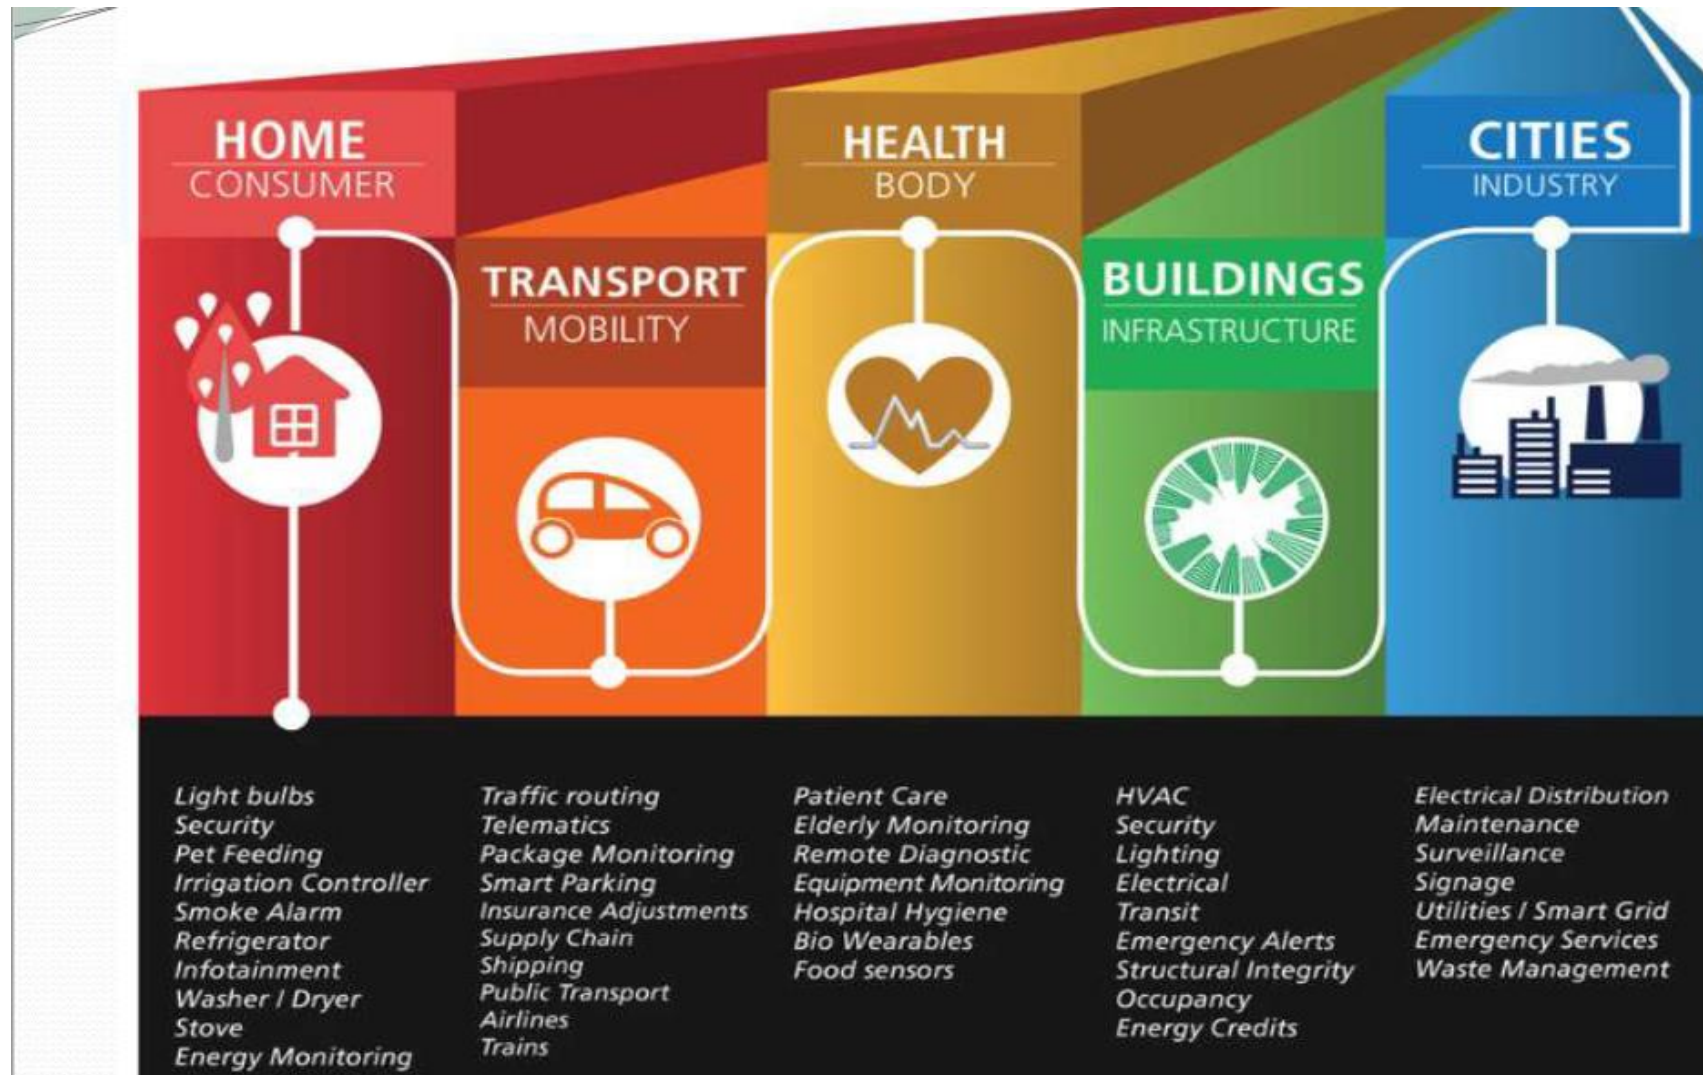 HOME
CONSUMER
TRANSPORT
MOBILITY
HEALTH
BODY
BUILDINGS
INFRASTRUCTURE
CITIES
INDUSTRY
Light bulbs
Security
Pet Feeding
Irrigation Controller
Smoke Alarm
Refrigerator
Infotainment
Washer / Dryer
Stove
Energy Monitoring
Traffic routing
Telematics
Package Monitoring
Smart Parking
Insurance Adjustments
Supply Chain
Shipping
Public Transport
Airlines
Trains
Patient Care
Elderly Monitoring
Remote Diagnostic
Equipment Monitoring
Hospital Hygiene
Bio Wearables
Food sensors
HVAC
Security
Lighting
Electrical
Transit
Emergency Alerts
Structural Integrity
Occupancy
Energy Credits
Electrical Distribution
Maintenance
Surveillance
Signage
Utilities / Smart Grid
Emergency Services
Waste Management